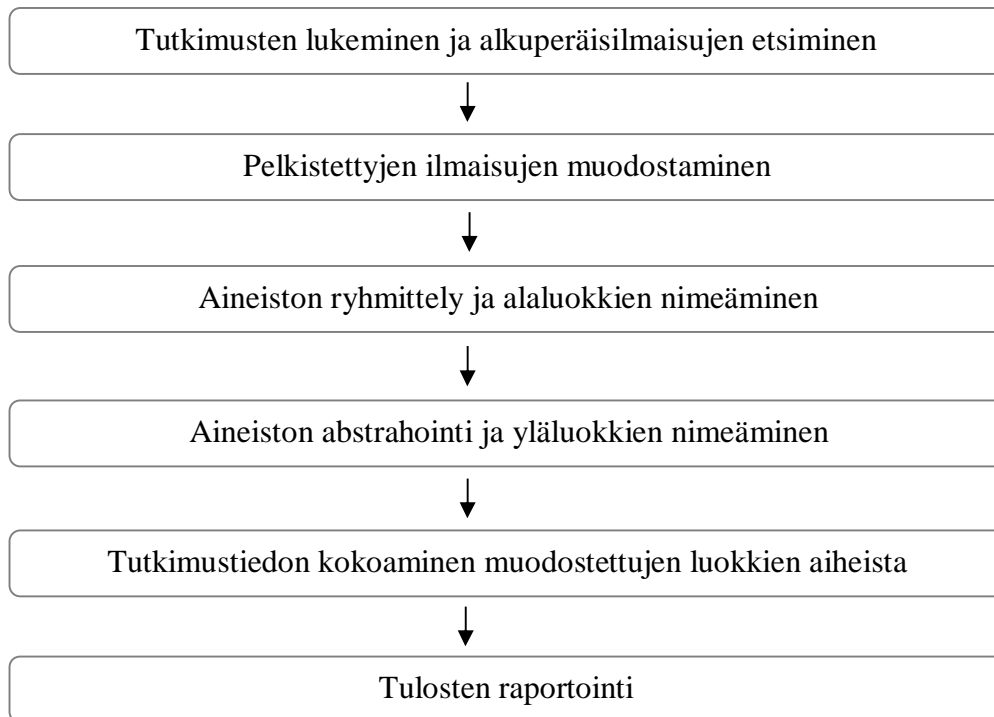 Tutkimusten lukeminen ja alkuperäisilmaisujen etsiminen
Pelkistettyjen ilmaisujen muodostaminen
Aineiston ryhmittely ja alaluokkien nimeäminen
Aineiston abstrahointi ja yläluokkien nimeäminen
Tutkimustiedon kokoaminen muodostettujen luokkien aiheista
Tulosten raportointi